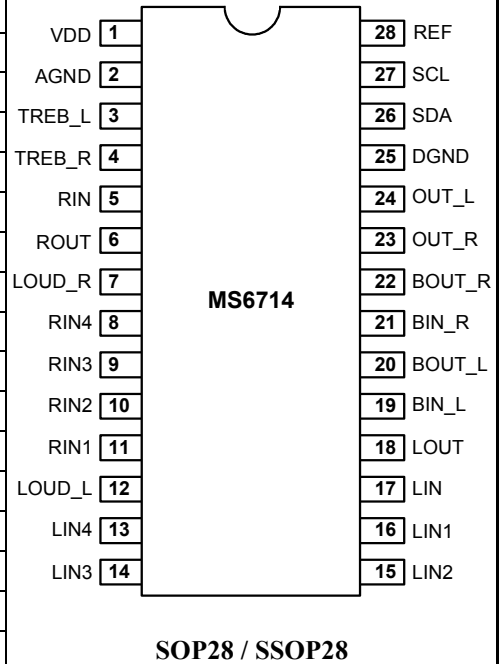 VDD 1 28 REF
AGND 2 27 SCL
TREB_L 3 26 SDA
TREB_R 4 25 DGND
RIN 5 24 OUT_L
ROUT 6 23 OUT_R
LOUD_R 7 22 BOUT_R
MS6714
RIN4 8 21 BIN_R
RIN3 9 20 BOUT_L
RIN2 10 19 BIN_L
RIN1 11 18 LOUT
LOUD_L 12 17 LIN
LIN4 13 16 LIN1
LIN3 14 15 LIN2
SOP28 / SSOP28